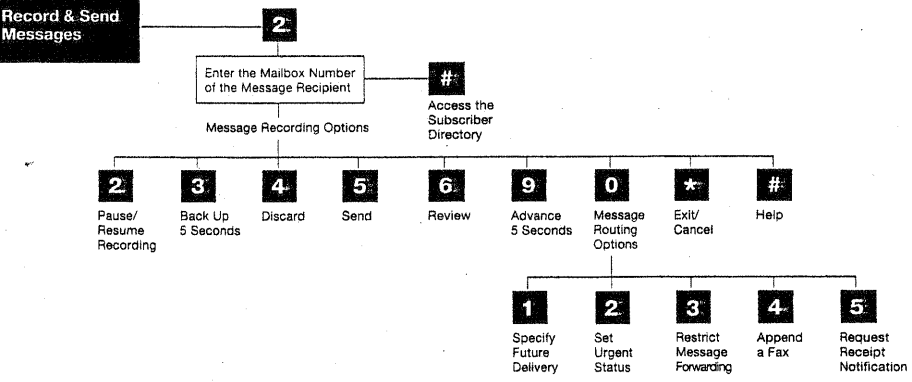 Record & Send
Messages
2
Enter the Mailbox Number
of the Message Recipient
#
Access the
Subscriber
Directory
Message Recording Options
2 3 4 5 6 9 0 * #
Pause/
Resume
Recording
Back Up
5 Seconds
Discard
Send
Review
Advance
5 Seconds
Message
Routing
Options
Exit/
Cancel
Help
1 2 3 4 5
Specify
Future
Delivery
Set
Urgent
Status
Restrict
Message
Forwarding
Append
a Fax
Request
Receipt
Notification